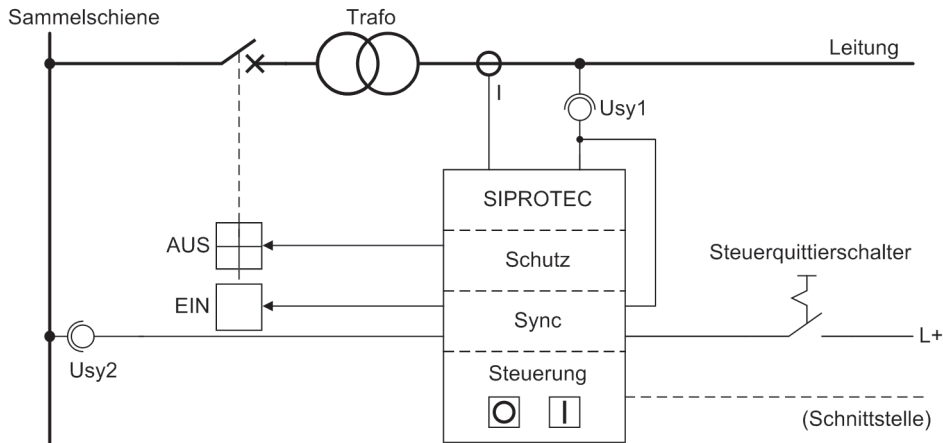 Sammelschiene
Trafo
Leitung
I
Usy1
SIPROTEC
AUS
Schutz
Steuerquittierschalter
EIN
Sync
L+
Usy2
Steuerung
(Schnittstelle)